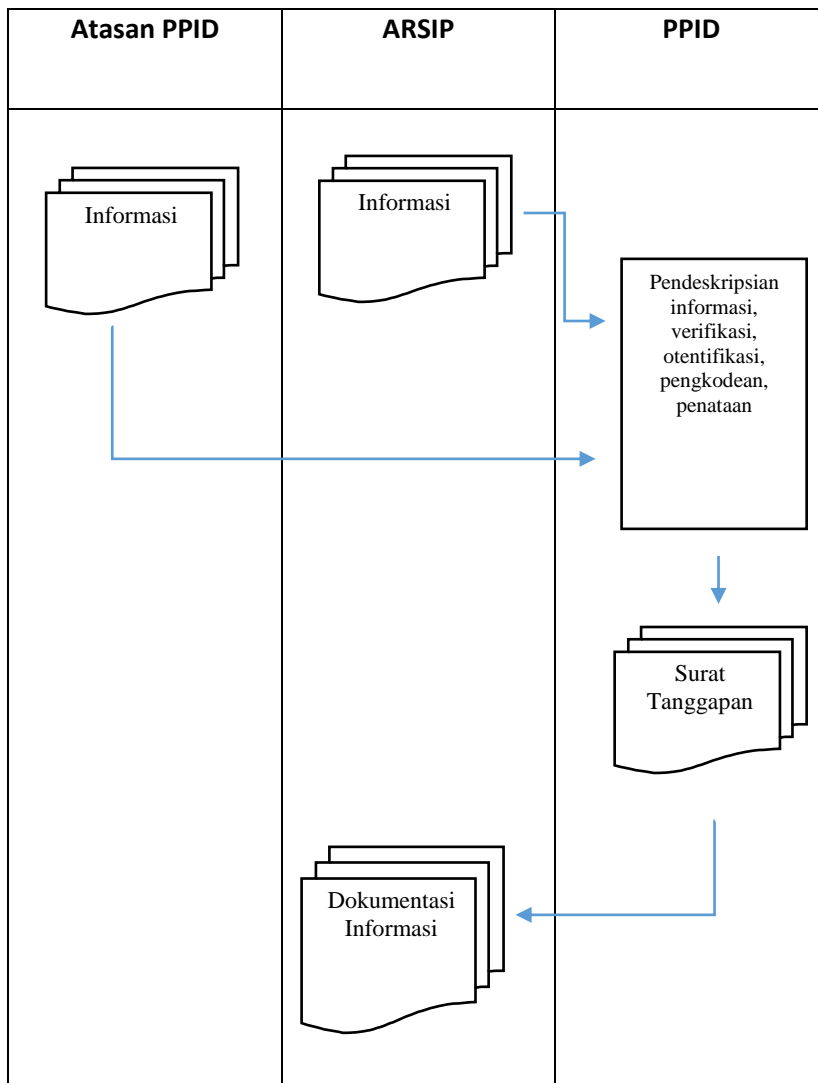 Atasan PPID
ARSIP
PPID
Informasi
Informasi
Pendeskripsian
informasi,
verifikasi,
otentifikasi,
pengkodean,
penataan
Surat
Tanggapan
Dokumentasi
Informasi